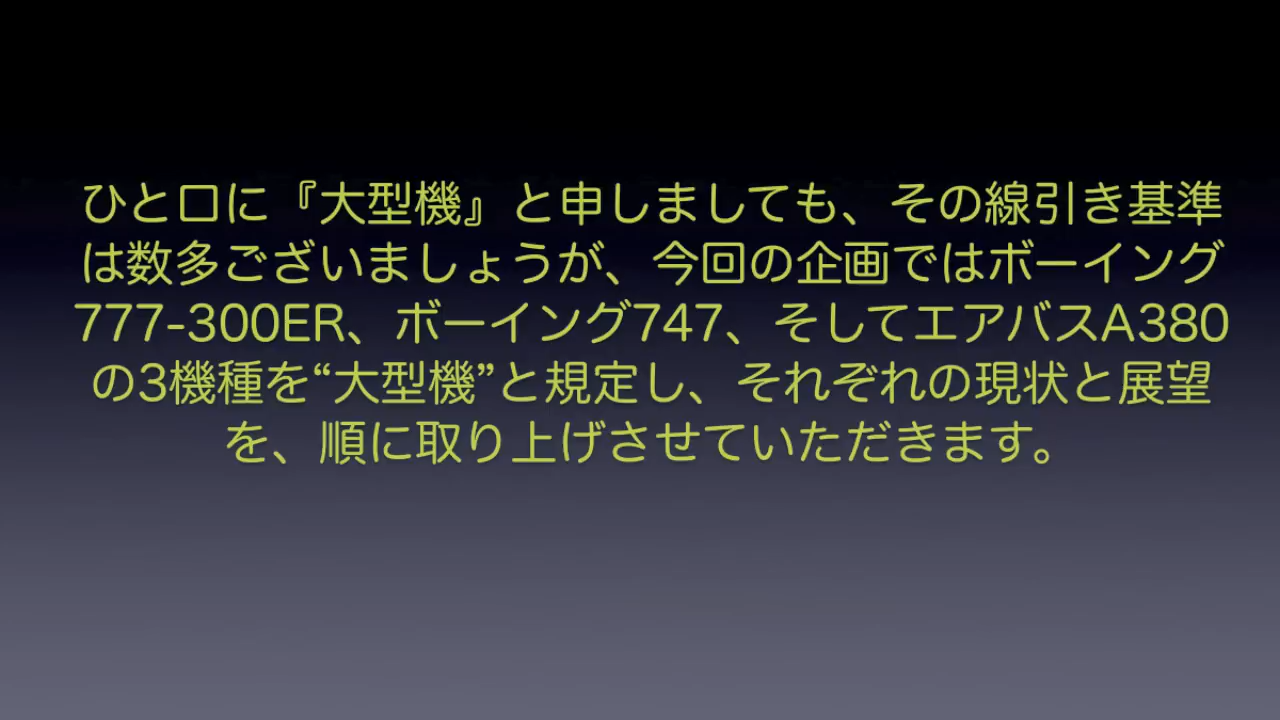 ひと口に『大型機』と申しましても、その線引き基準
は数多ございましょうが、今回の企画ではボーイング
777-300ER、ボーイング747、そしてエアバスA380
の3機種を“大型機”と規定し、それぞれの現状と展望
を、順に取り上げさせていただきます。